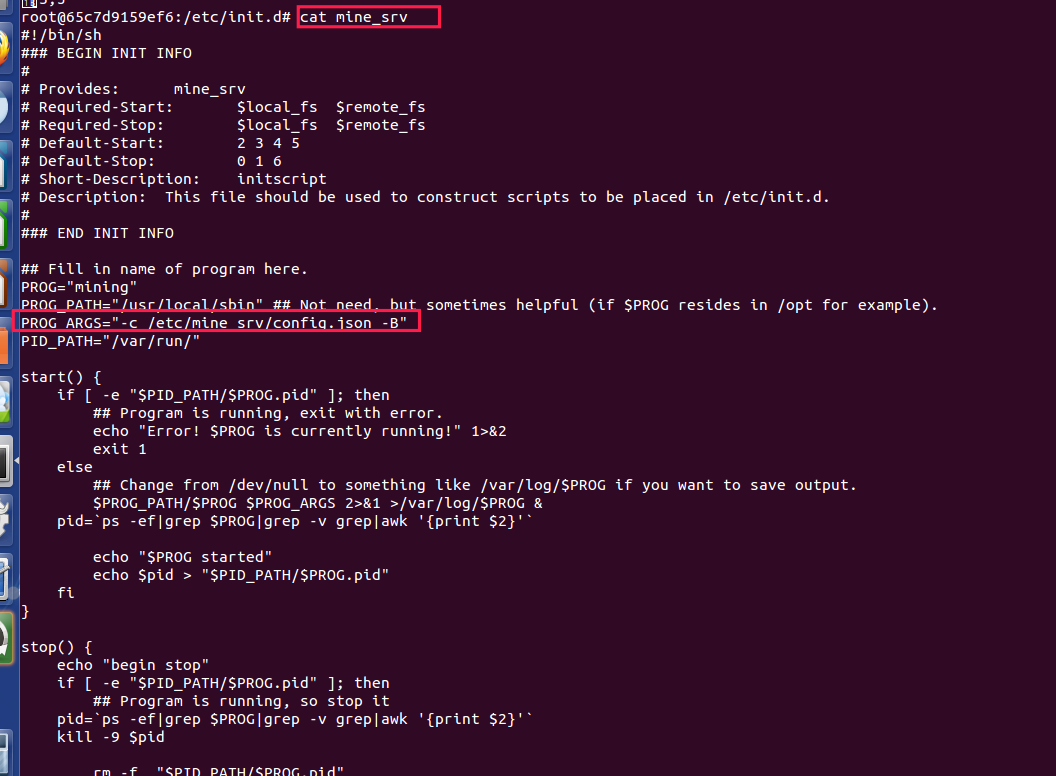 root@65c7d9159ef6:/etc/init.d# cat mine_srv
#!/bin/sh
### BEGIN INIT INFO
#
# Provides:      mine_srv
# Required-Start:        $local_fs  $remote_fs
# Required-Stop:         $local_fs  $remote_fs
# Default-Start:         2 3 4 5
# Default-Stop:          0 1 6
# Short-Description:     initscript
# Description:  This file should be used to construct scripts to be placed in /etc/init.d.
#
### END INIT INFO

## Fill in name of program here.
PROG="mining"
PROG_PATH="/usr/local/sbin" ## Not need, but sometimes helpful (if $PROG resides in /opt for example).
PROG_ARGS="-c /etc/mine_srv/config.json -B"
PID_PATH="/var/run/"

start() {
    if [ -e "$PID_PATH/$PROG.pid" ]; then
        ## Program is running, exit with error.
        echo "Error! $PROG is currently running!" 1>&2
        exit 1
    else
        ## Change from /dev/null to something like /var/log/$PROG if you want to save output.
        $PROG_PATH/$PROG $PROG_ARGS 2>&1 >/var/log/$PROG &
    pid=`ps -ef|grep $PROG|grep -v grep|awk '{print $2}'`

        echo "$PROG started"
        echo $pid > "$PID_PATH/$PROG.pid"
    fi
}

stop() {
    echo "begin stop"
    if [ -e "$PID_PATH/$PROG.pid" ]; then
        ## Program is running, so stop it
    pid=`ps -ef|grep $PROG|grep -v grep|awk '{print $2}'`
    kill -9 $pid

        rm -f  "$PID_PATH/$PROG.pid"